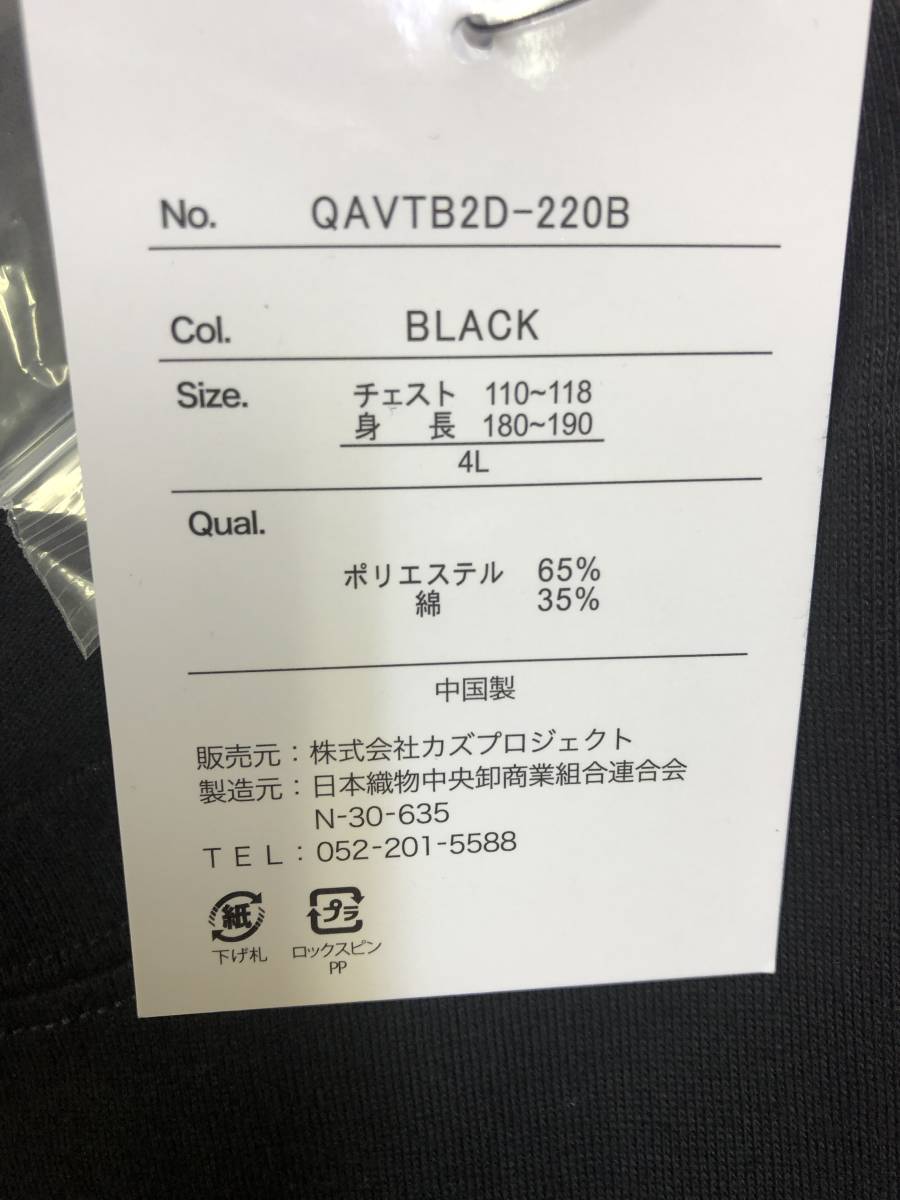 No. QAVTB2D-220B
Col. BLACK
Size. チェスト 110~118
身長 180~190
4L
Qual.
ポリエステル 65%
綿 35%
中国製
販売元：株式会社カズプロジェクト
製造元：日本織物中央卸商業組合連合会
N-30-635
TEL：052-201-5588
紙 プラ
下げ札 ロックスピン
PP